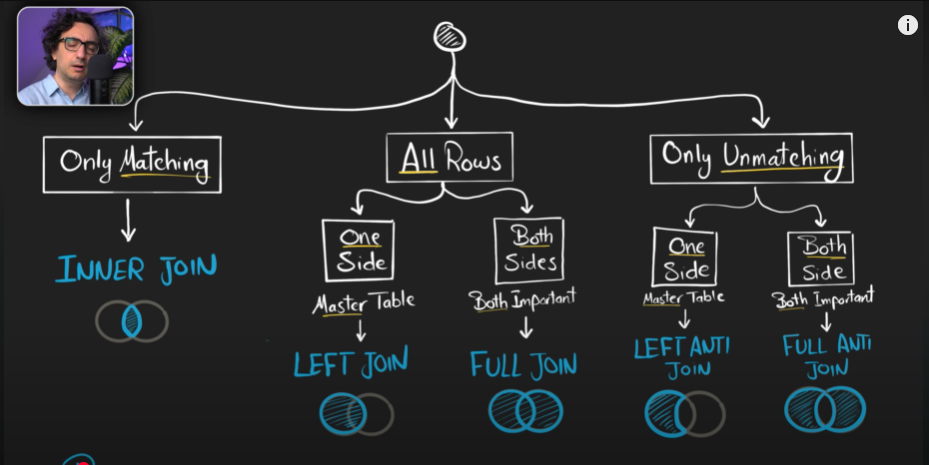 Only Matching
INNER JOIN
All Rows
One
Side
Master Table
LEFT JOIN
Both
Sides
Both Important
FULL JOIN
Only Unmatching
One
Side
Master Table
LEFT ANTI
JOIN
Both
Side
Both Important
FULL ANTI
JOIN
i